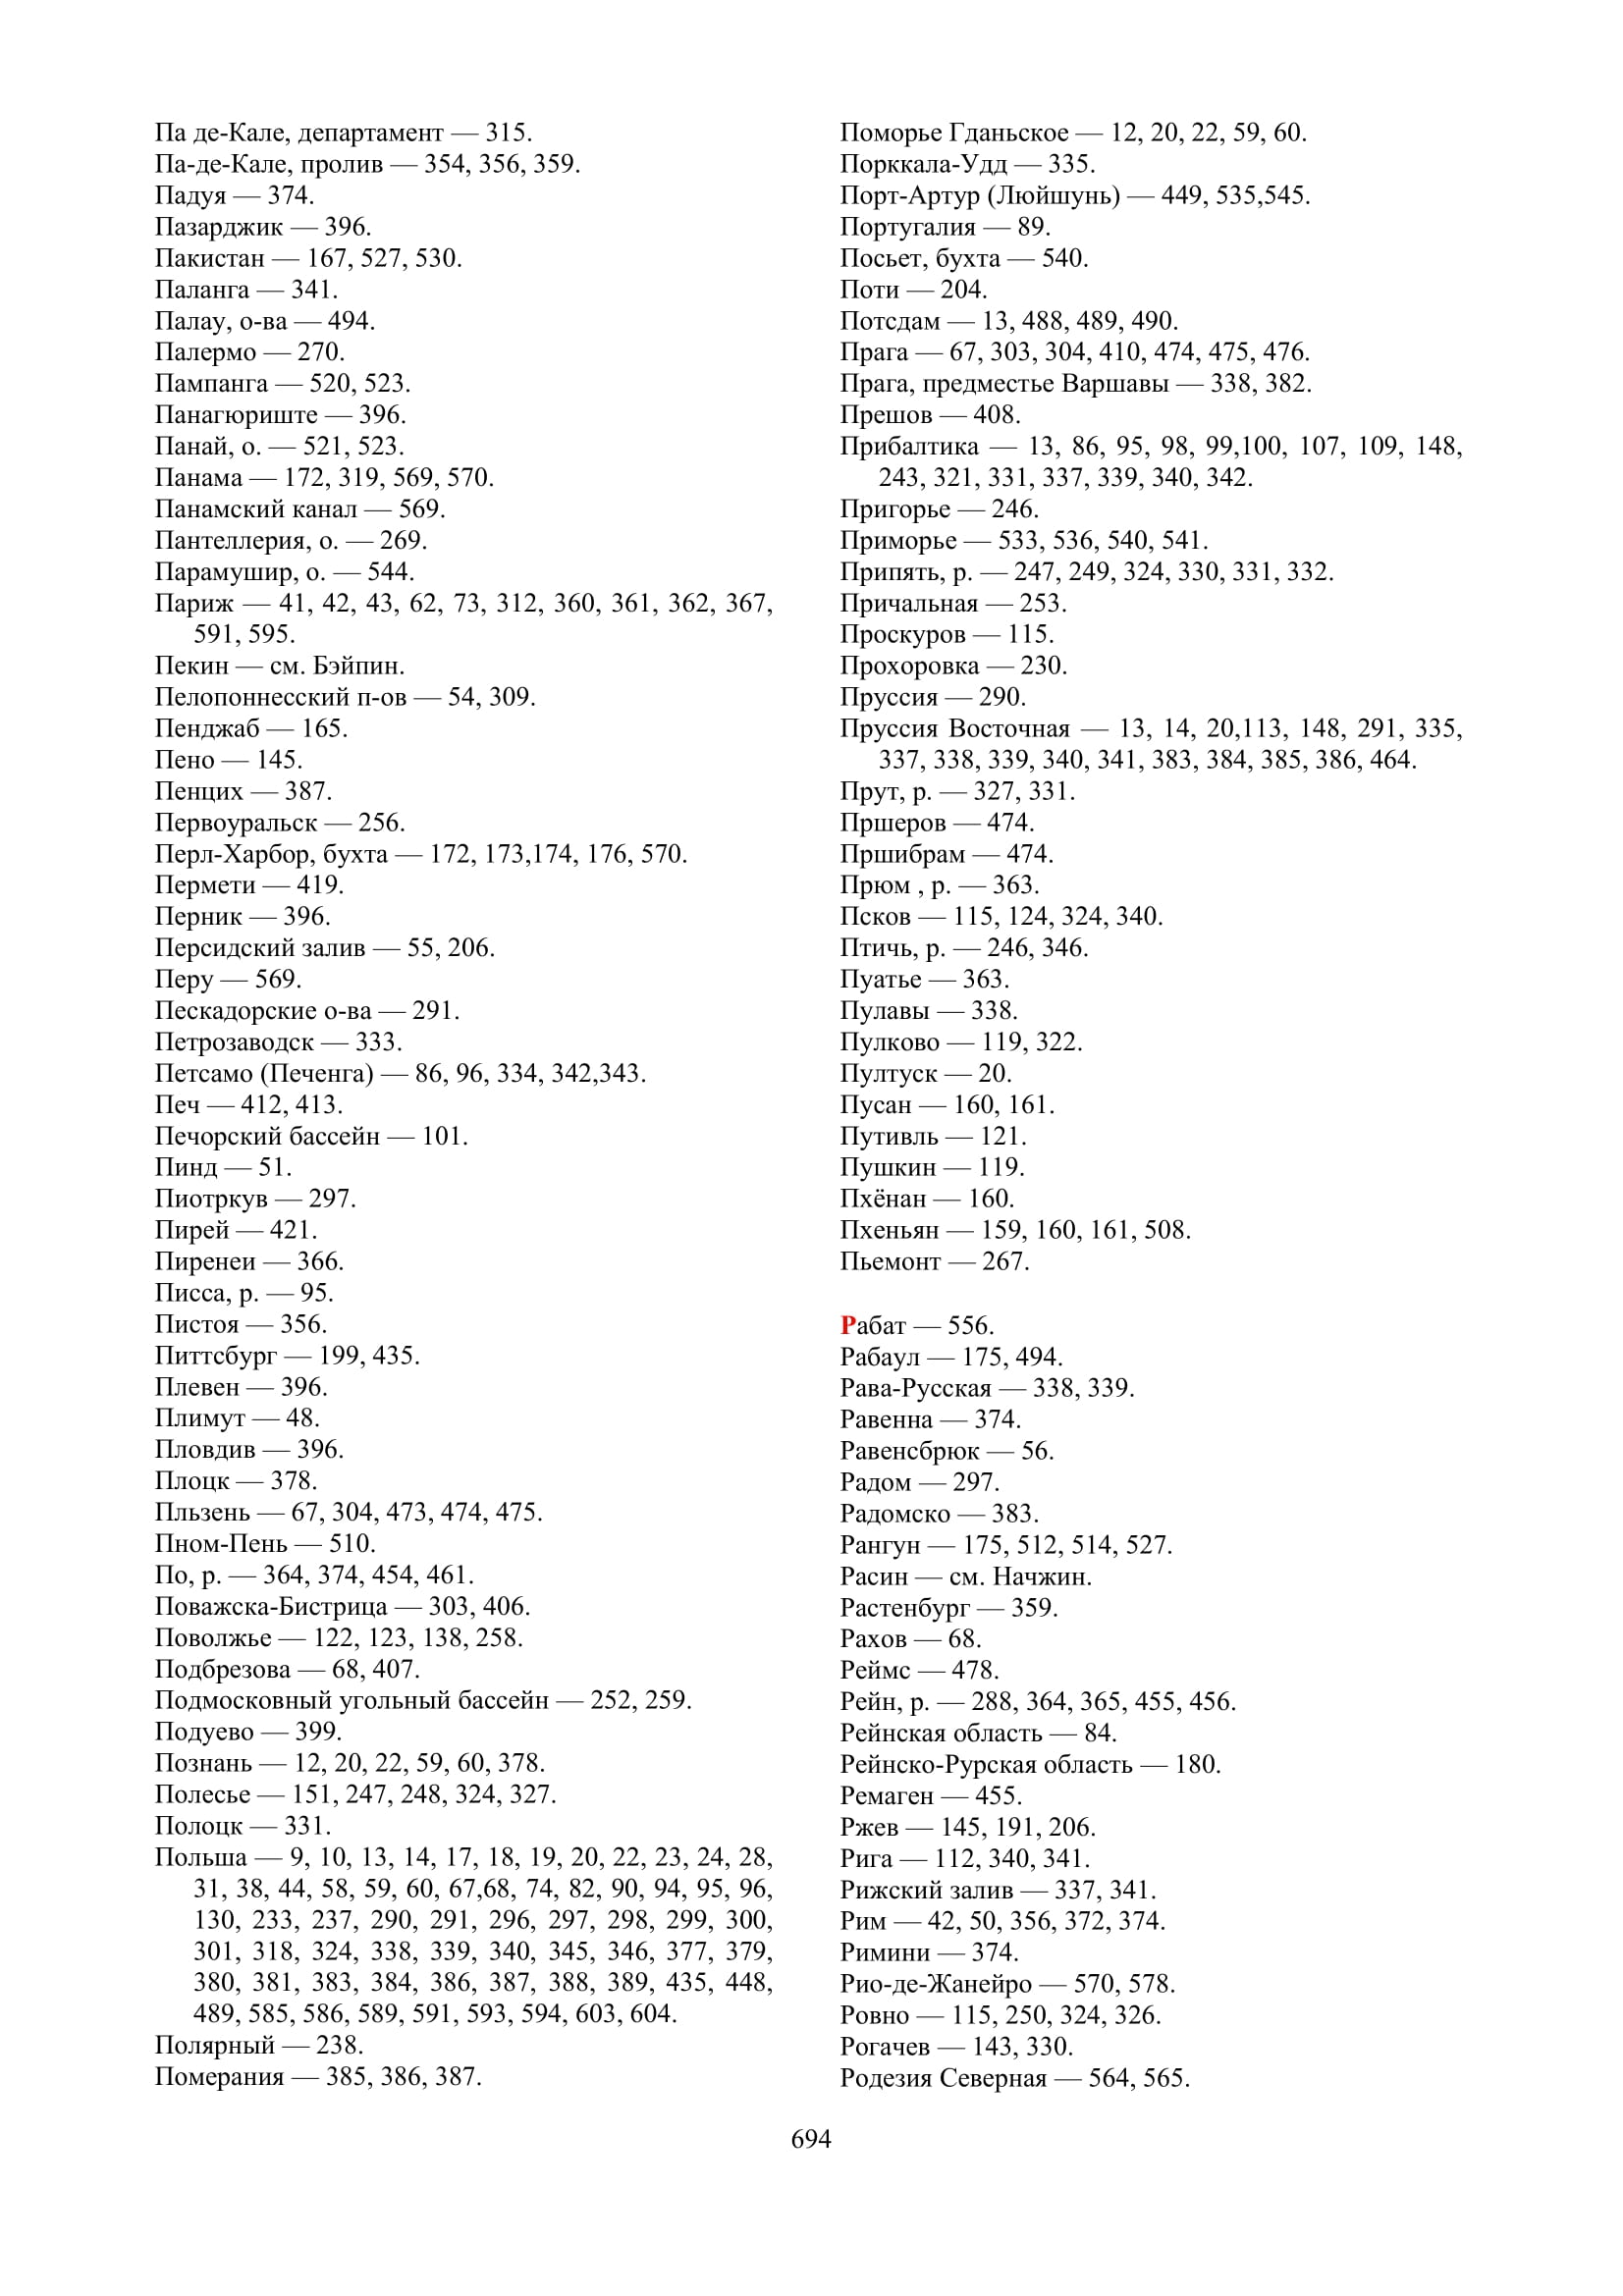 Па де-Кале, департамент — 315.
Па-де-Кале, пролив — 354, 356, 359.
Падуя — 374.
Пазарджик — 396.
Пакистан — 167, 527, 530.
Паланга — 341.
Палау, о-ва — 494.
Палермо — 270.
Пампанга — 520, 523.
Панагюриште — 396.
Панай, о. — 521, 523.
Панама — 172, 319, 569, 570.
Панамский канал — 569.
Пантеллерия, о. — 269.
Парамушир, о. — 544.
Париж — 41, 42, 43, 62, 73, 312, 360, 361, 362, 367,
591, 595.
Пекин — см. Бэйпин.
Пелопоннесский п-ов — 54, 309.
Пенджаб — 165.
Пено — 145.
Пенцих — 387.
Первоуральск — 256.
Перл-Харбор, бухта — 172, 173,174, 176, 570.
Пермети — 419.
Перник — 396.
Персидский залив — 55, 206.
Перу — 569.
Пескадорские о-ва — 291.
Петрозаводск — 333.
Петсамо (Печенга) — 86, 96, 334, 342,343.
Печ — 412, 413.
Печорский бассейн — 101.
Пинд — 51.
Пиотркув — 297.
Пирей — 421.
Пиренеи — 366.
Писса, р. — 95.
Пистоя — 356.
Питтсбург — 199, 435.
Плевен — 396.
Плимут — 48.
Пловдив — 396.
Плоцк — 378.
Пльзень — 67, 304, 473, 474, 475.
Пном-Пень — 510.
По, р. — 364, 374, 454, 461.
Поважска-Бистрица — 303, 406.
Поволжье — 122, 123, 138, 258.
Подбрезова — 68, 407.
Подмосковный угольный бассейн — 252, 259.
Подуево — 399.
Познань — 12, 20, 22, 59, 60, 378.
Полесье — 151, 247, 248, 324, 327.
Полоцк — 331.
Польша — 9, 10, 13, 14, 17, 18, 19, 20, 22, 23, 24, 28,
31, 38, 44, 58, 59, 60, 67,68, 74, 82, 90, 94, 95, 96,
130, 233, 237, 290, 291, 296, 297, 298, 299, 300,
301, 318, 324, 338, 339, 340, 345, 346, 377, 379,
380, 381, 383, 384, 386, 387, 388, 389, 435, 448,
489, 585, 586, 589, 591, 593, 594, 603, 604.
Полярный — 238.
Померания — 385, 386, 387.
Поморье Гданьское — 12, 20, 22, 59, 60.
Порккала-Удд — 335.
Порт-Артур (Люйшунь) — 449, 535,545.
Португалия — 89.
Посьет, бухта — 540.
Поти — 204.
Потсдам — 13, 488, 489, 490.
Прага — 67, 303, 304, 410, 474, 475, 476.
Прага, предместье Варшавы — 338, 382.
Прешов — 408.
Прибалтика — 13, 86, 95, 98, 99,100, 107, 109, 148,
243, 321, 331, 337, 339, 340, 342.
Пригорье — 246.
Приморье — 533, 536, 540, 541.
Припять, р. — 247, 249, 324, 330, 331, 332.
Причальная — 253.
Проскуров — 115.
Прохоровка — 230.
Пруссия — 290.
Пруссия Восточная — 13, 14, 20,113, 148, 291, 335,
337, 338, 339, 340, 341, 383, 384, 385, 386, 464.
Прут, р. — 327, 331.
Пршеров — 474.
Пршибрам — 474.
Прюм , р. — 363.
Псков — 115, 124, 324, 340.
Птичь, р. — 246, 346.
Пуатье — 363.
Пулавы — 338.
Пулково — 119, 322.
Пултуск — 20.
Пусан — 160, 161.
Путивль — 121.
Пушкин — 119.
Пхёнан — 160.
Пхеньян — 159, 160, 161, 508.
Пьемонт — 267.
Рабат — 556.
Рабаул — 175, 494.
Рава-Русская — 338, 339.
Равенна — 374.
Равенсбрюк — 56.
Радом — 297.
Радомско — 383.
Рангун — 175, 512, 514, 527.
Расин — см. Начжин.
Растенбург — 359.
Рахов — 68.
Реймс — 478.
Рейн, р. — 288, 364, 365, 455, 456.
Рейнская область — 84.
Рейнско-Рурская область — 180.
Ремаген — 455.
Ржев — 145, 191, 206.
Рига — 112, 340, 341.
Рижский залив — 337, 341.
Рим — 42, 50, 356, 372, 374.
Римини — 374.
Рио-де-Жанейро — 570, 578.
Ровно — 115, 250, 324, 326.
Рогачев — 143, 330.
Родезия Северная — 564, 565.
694